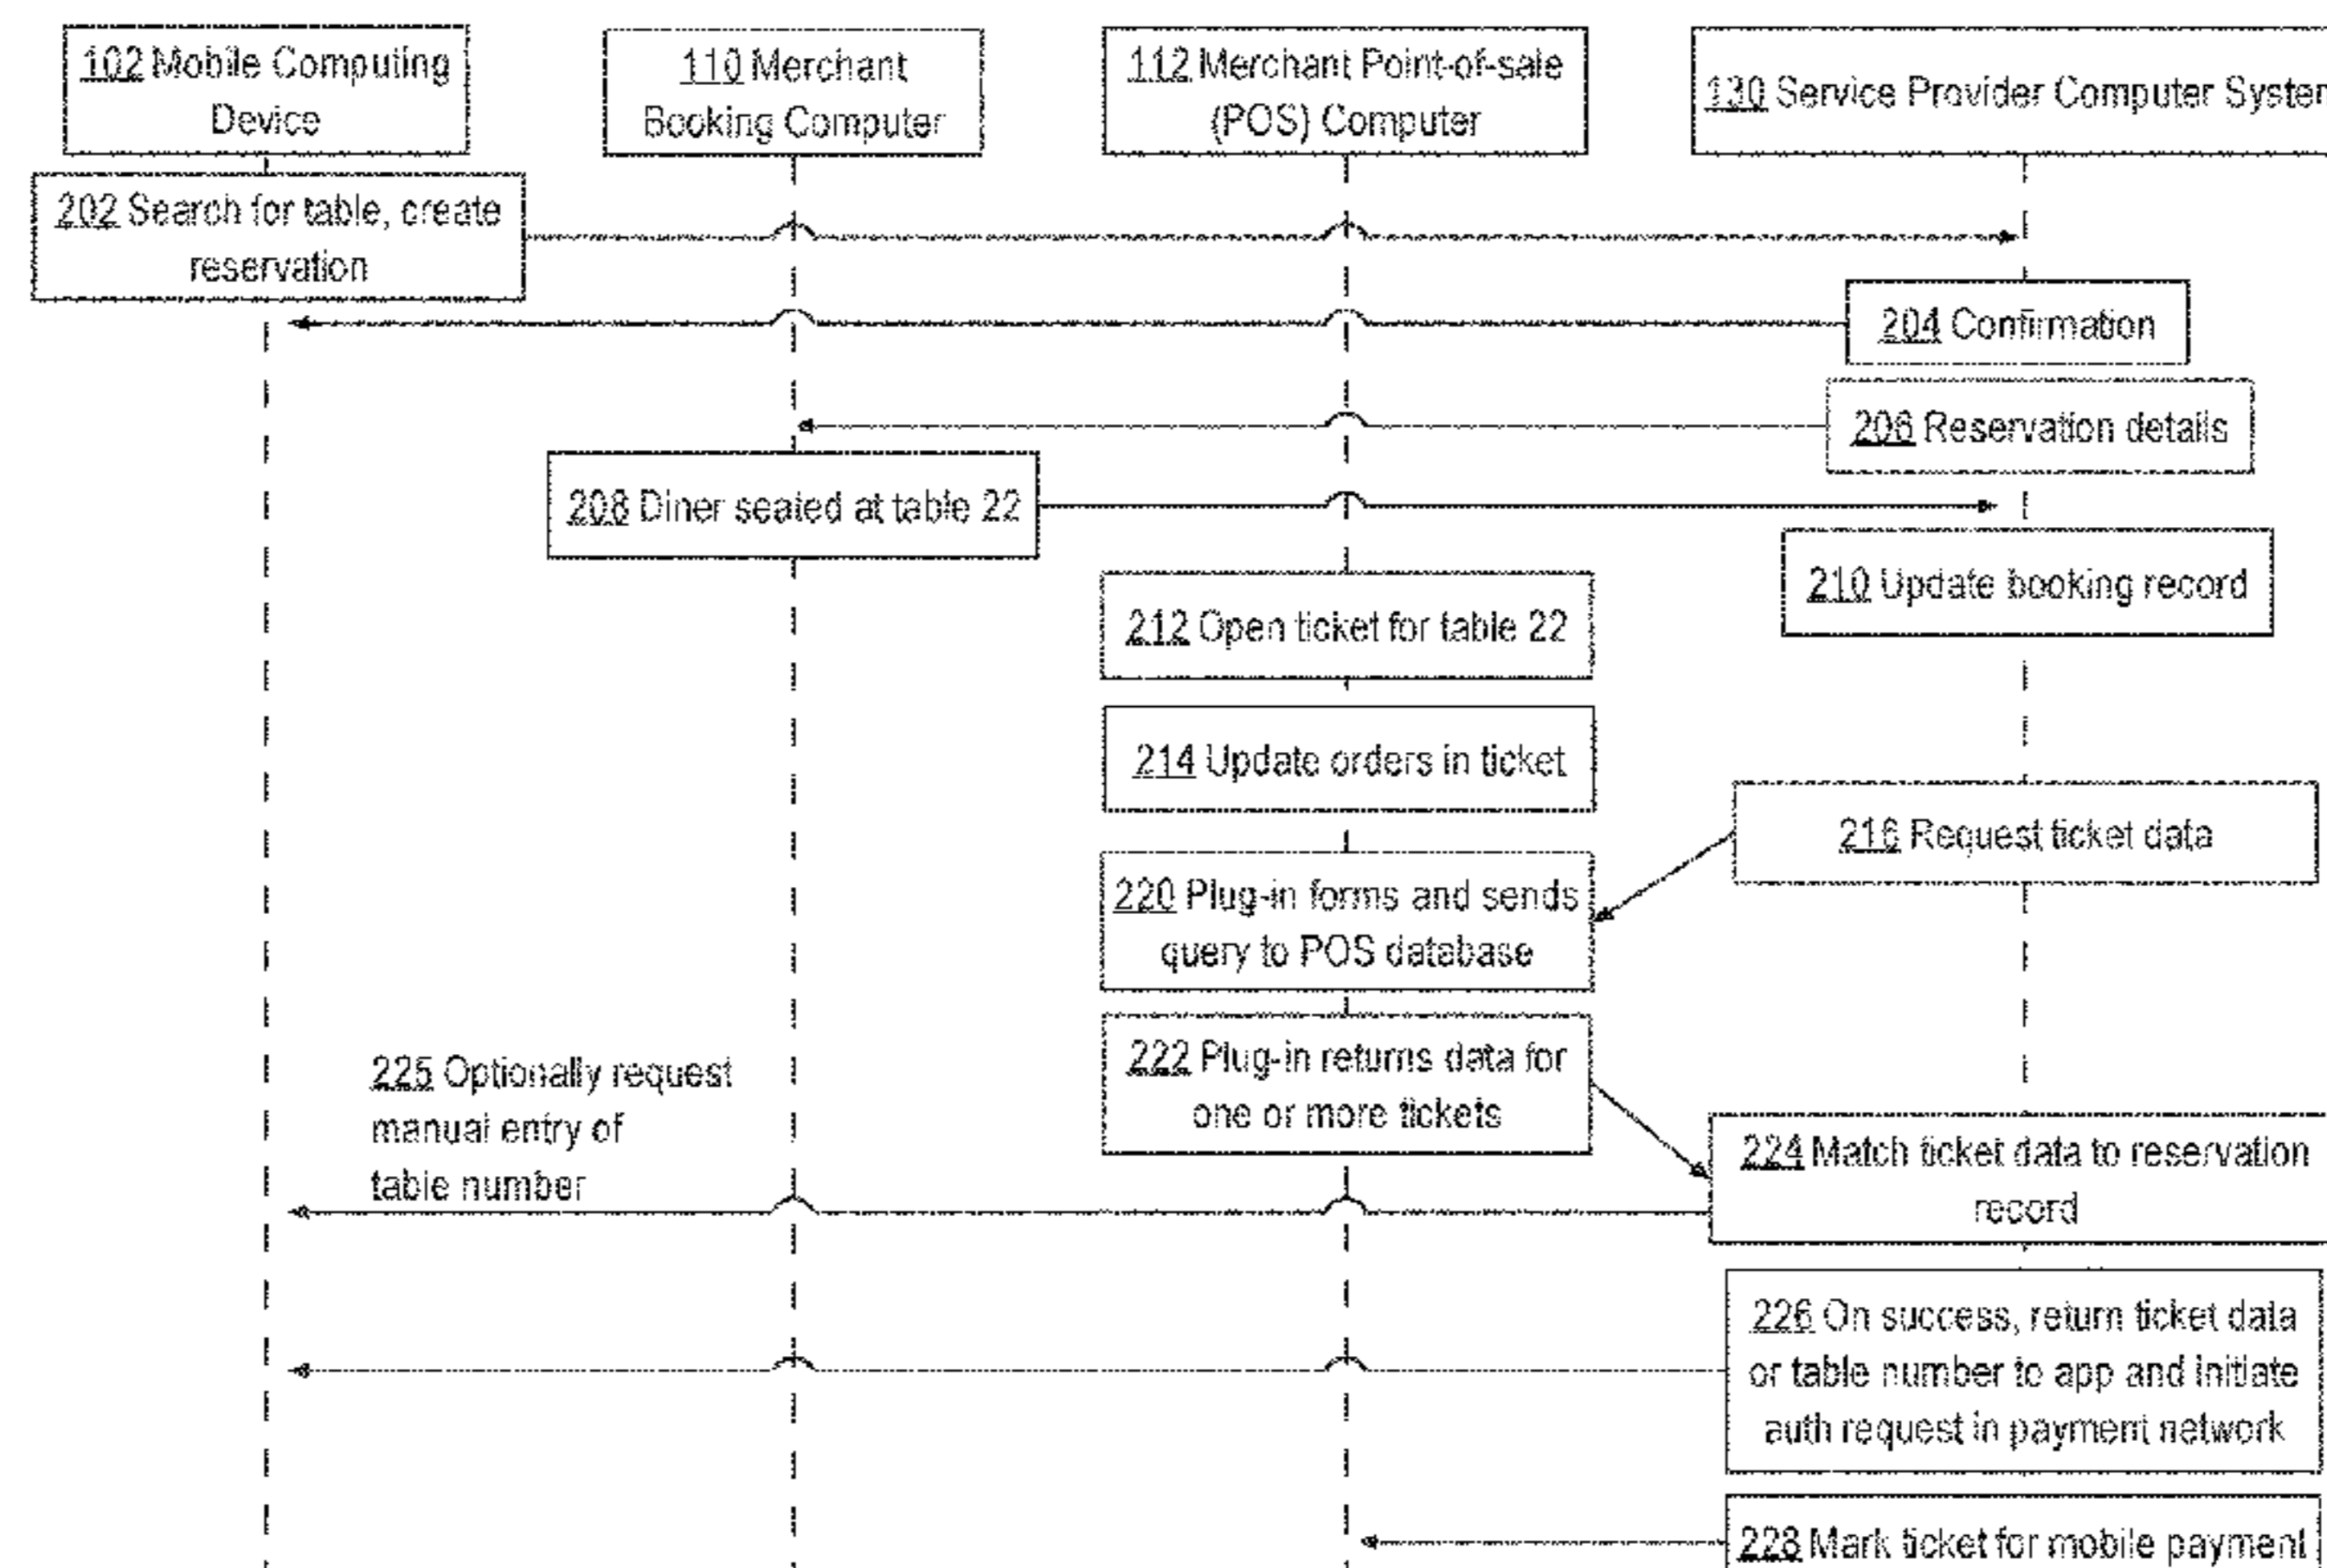 102 Mobile Computing
Device
110 Merchant
Booking Computer
112 Merchant Point-of-sale
(POS) Computer
130 Service Provider Computer System
202 Search for table, create
reservation
204 Confirmation
206 Reservation details
208 Diner seated at table 22
210 Update booking record
212 Open ticket for table 22
214 Update orders in ticket
216 Request ticket data
220 Plug-in forms and sends
query to POS database
222 Plug-in returns data for
one or more tickets
225 Optionally request
manual entry of
table number
224 Match ticket data to reservation
record
226 On success, return ticket data
or table number to app and initiate
auth request in payment network
228 Mark ticket for mobile payment